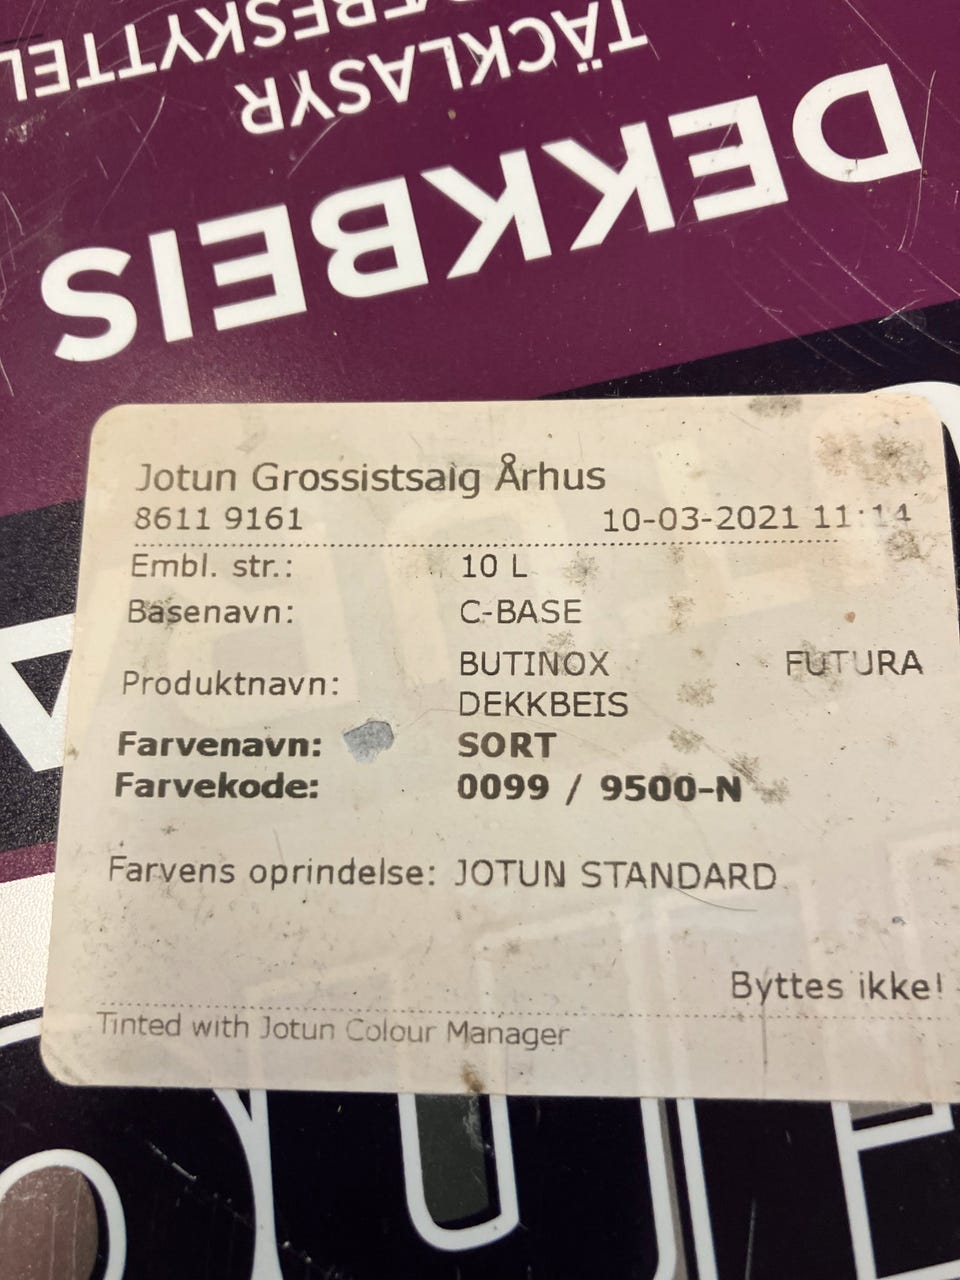 DEKKBEIS
TÄCKLASYR
Jotun Grossistsalg Århus
8611 9161 10-03-2021 11:14
Embl. str.: 10 L
Basenavn: C-BASE
Produktnavn: BUTINOX FUTURA
DEKKBEIS
Farvenavn: SORT
Farvekode: 0099 / 9500-N
Farvens oprindelse: JOTUN STANDARD
Byttes ikke!
Tinted with Jotun Colour Manager